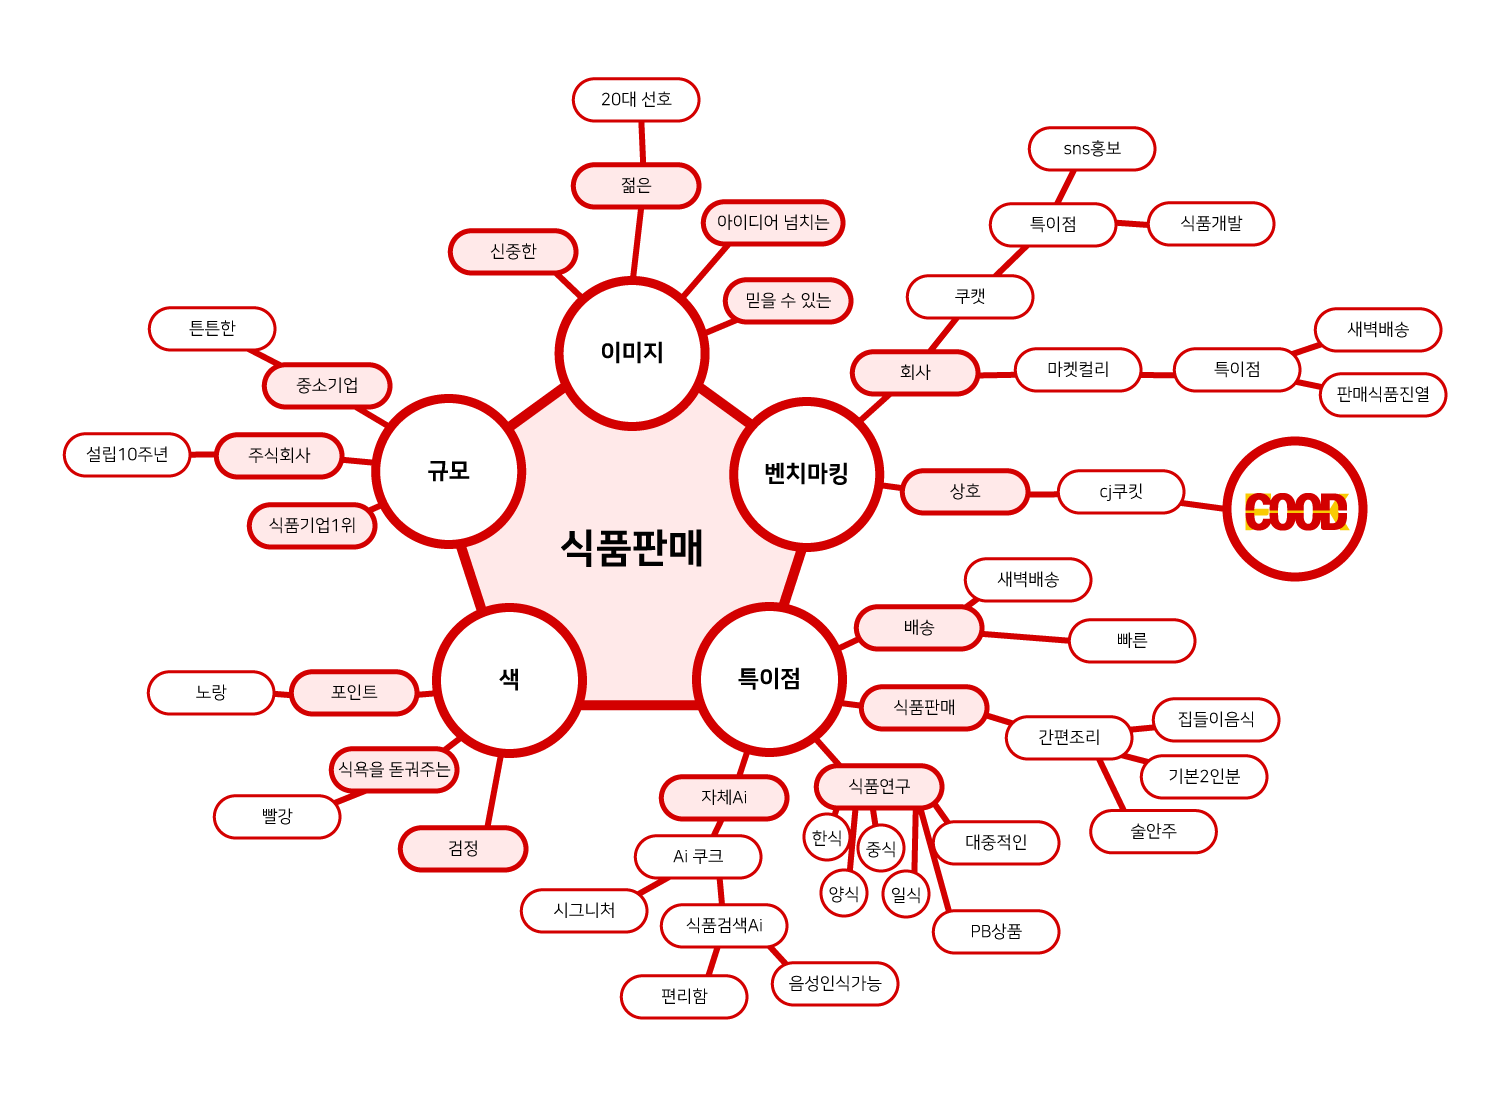 20대 선호
젊은
신중한
아이디어 넘치는
믿을 수 있는
이미지
sns홍보
특이점
식품개발
쿠캣
회사
마켓컬리
특이점
새벽배송
판매식품진열
벤치마킹
상호
cj쿠킷
COOD
튼튼한
중소기업
설립10주년
주식회사
식품기업1위
규모
식품판매
색
포인트
노랑
식욕을 돋궈주는
빨강
검정
특이점
배송
새벽배송
빠른
식품판매
간편조리
집들이음식
기본2인분
술안주
식품연구
한식
양식
중식
일식
대중적인
PB상품
자체Ai
Ai 쿠크
시그니처
식품검색Ai
편리함
음성인식가능